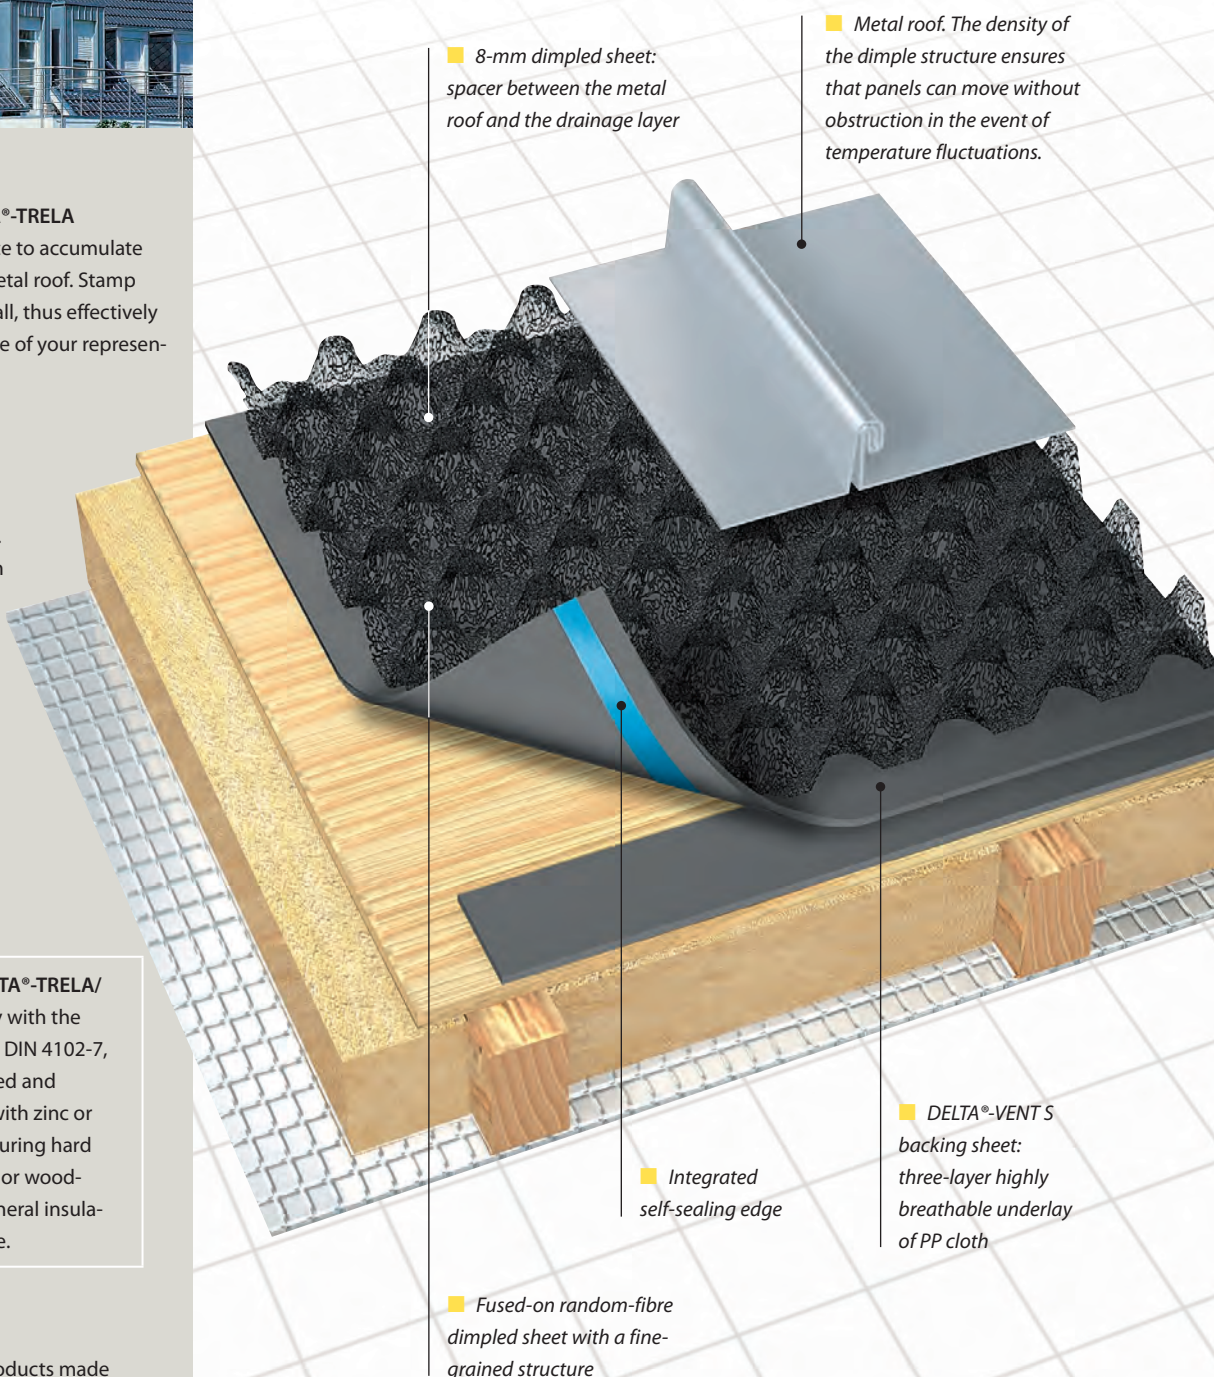 ®-TRELA
e to accumulate
etal roof. Stamp
all, thus effectively
e of your represen-
TA®-TRELA/
with the
DIN 4102-7,
ed and
with zinc or
uring hard
or wood-
neral insula-
e.
oducts made
8-mm dimpled sheet:
spacer between the metal
roof and the drainage layer
Metal roof. The density of
the dimple structure ensures
that panels can move without
obstruction in the event of
temperature fluctuations.
Integrated
self-sealing edge
DELTA®-VENT S
backing sheet:
three-layer highly
breathable underlay
of PP cloth
Fused-on random-fibre
dimpled sheet with a fine-
grained structure